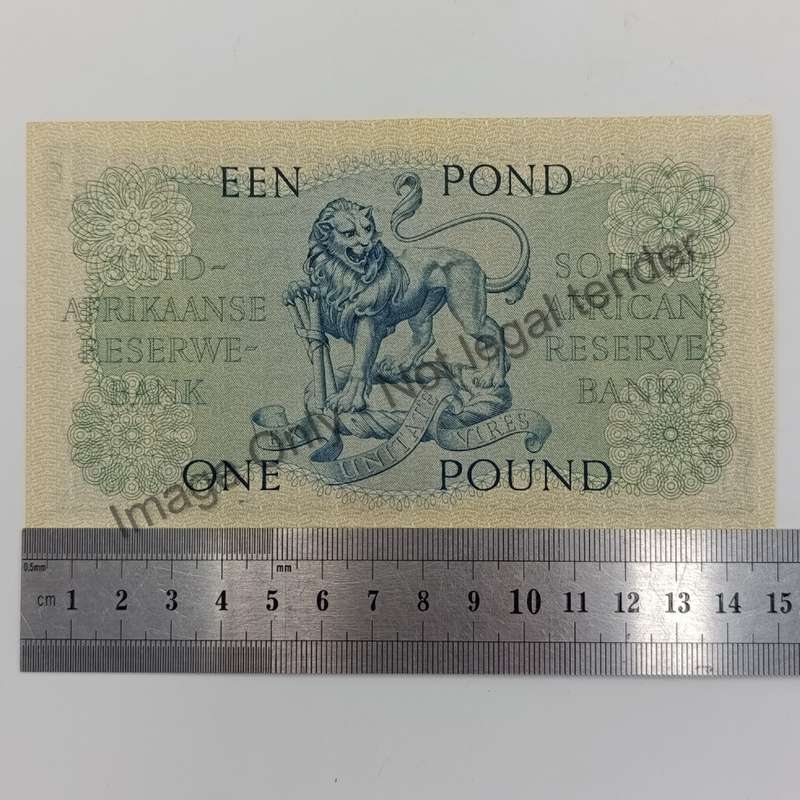 EEN POND
SUID-
AFRIKAANSE
RESERWE-
BANK
SOUTH
AFRICAN
RESERVE
BANK
EX UNITATE VIRES
ONE POUND
Image Only - Not legal tender
0,5mm
mm
cm 1 2 3 4 5 6 7 8 9 10 11 12 13 14 15